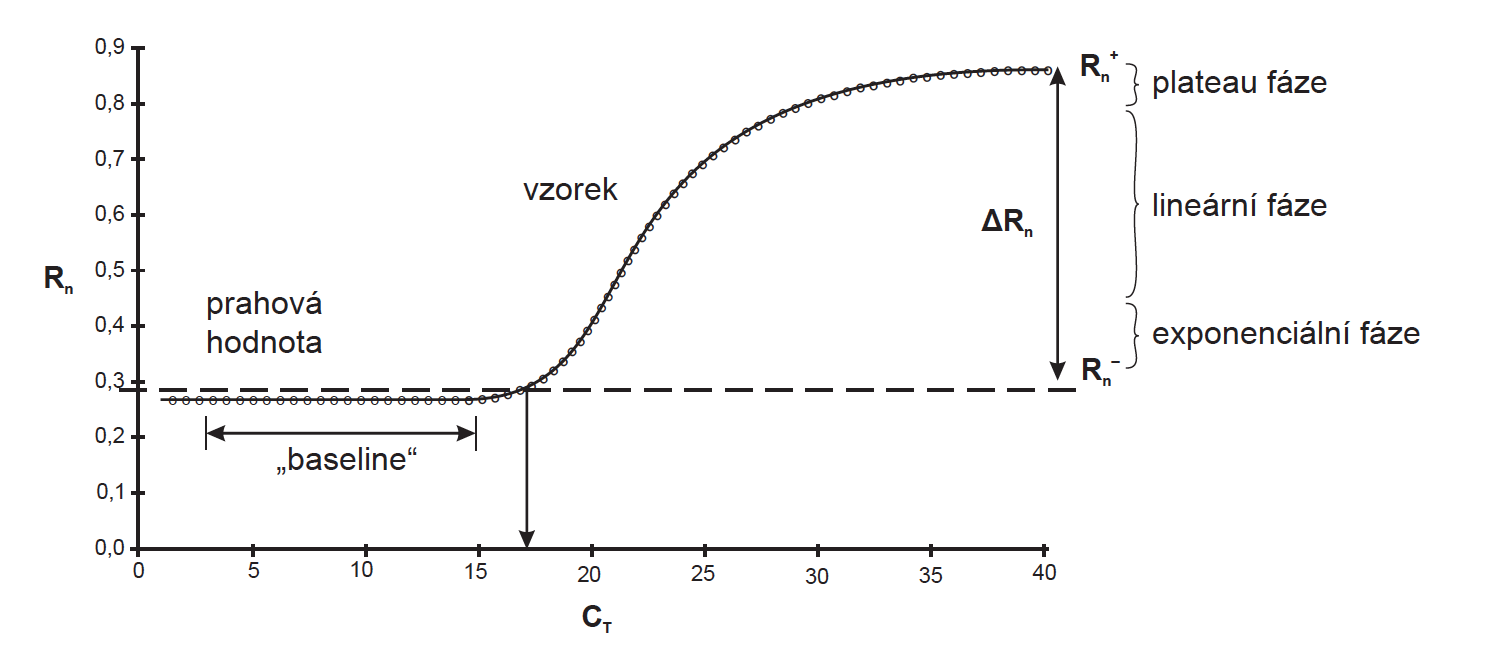 0,9
0,8
0,7
0,6
0,5
0,4
0,3
0,2
0,1
0,0
Rn
prahová
hodnota
„baseline“
vzorek
ΔRn
Rn+
Rn−
plateau fáze
lineární fáze
exponenciální fáze
0 5 10 15 20 25 30 35 40
CT